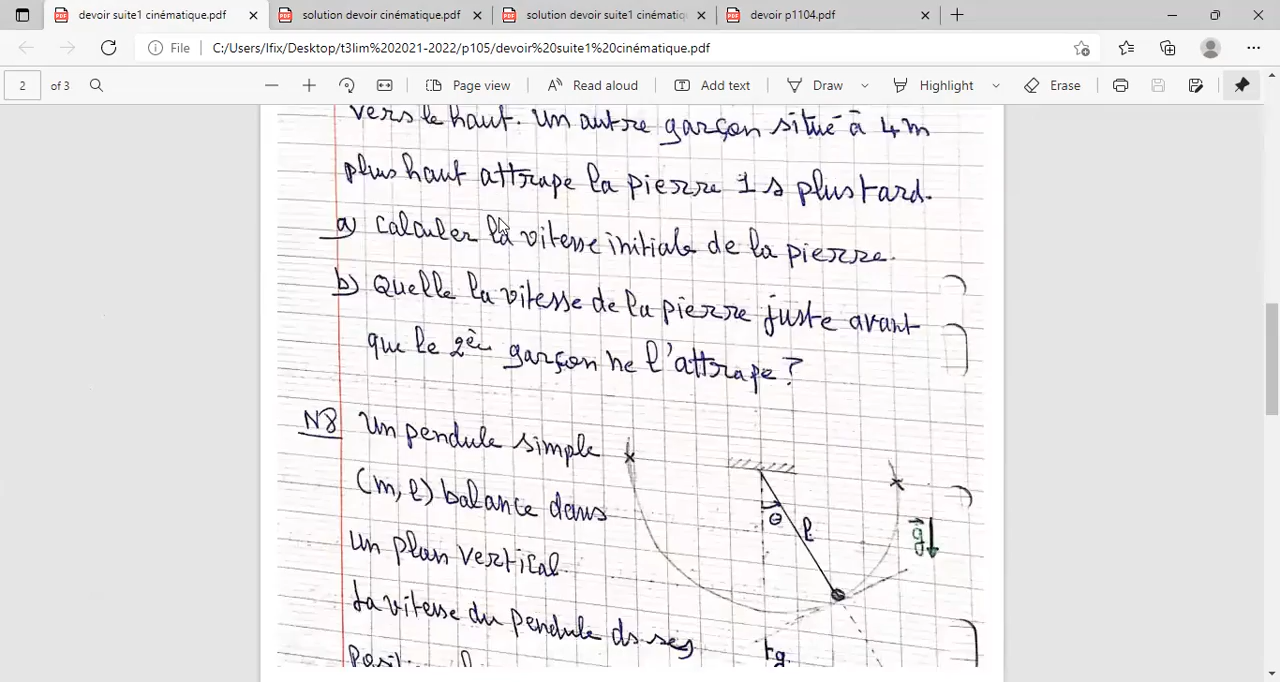 devoir suite1 cinématique.pdf
solution devoir cinématique.pdf
solution devoir suite1 cinématiq
devoir p1104.pdf
File C:/Users/lfix/Desktop/t3lim%202021-2022/p105/devoir%20suite1%20cinématique.pdf
2 of 3 Page view Read aloud Add text Draw Highlight Erase
vers le haut. Un autre garçon situé à 4m
plus haut attrape la pierre 1s plus tard.
a) Calculer la vitesse initiale de la pierre.
b) Quelle la vitesse de la pierre juste avant
que le 2è garçon ne l'attrape?
N8 Un pendule simple
(m, l) balance dans
θ l g
un plan vertical
La vitesse du pendule ds ses